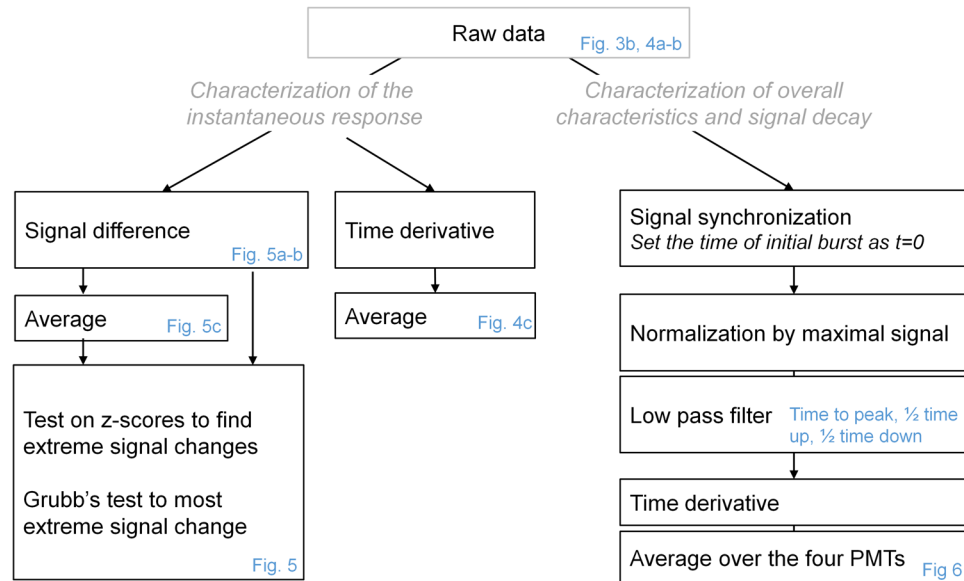 Raw data
Fig. 3b, 4a-b
Characterization of the
instantaneous response
Characterization of overall
characteristics and signal decay
Signal difference
Fig. 5a-b
Time derivative
Signal synchronization
Set the time of initial burst as t=0
Average
Fig. 5c
Average
Fig. 4c
Normalization by maximal signal
Test on z-scores to find
extreme signal changes
Grubb's test to most
extreme signal change
Fig. 5
Low pass filter
Time to peak, ½ time
up, ½ time down
Time derivative
Average over the four PMTs
Fig 6